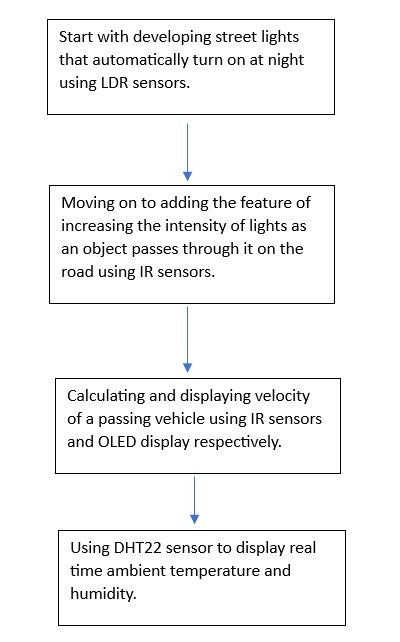 Start with developing street lights
that automatically turn on at night
using LDR sensors.
Moving on to adding the feature of
increasing the intensity of lights as
an object passes through it on the
road using IR sensors.
Calculating and displaying velocity
of a passing vehicle using IR sensors
and OLED display respectively.
Using DHT22 sensor to display real
time ambient temperature and
humidity.